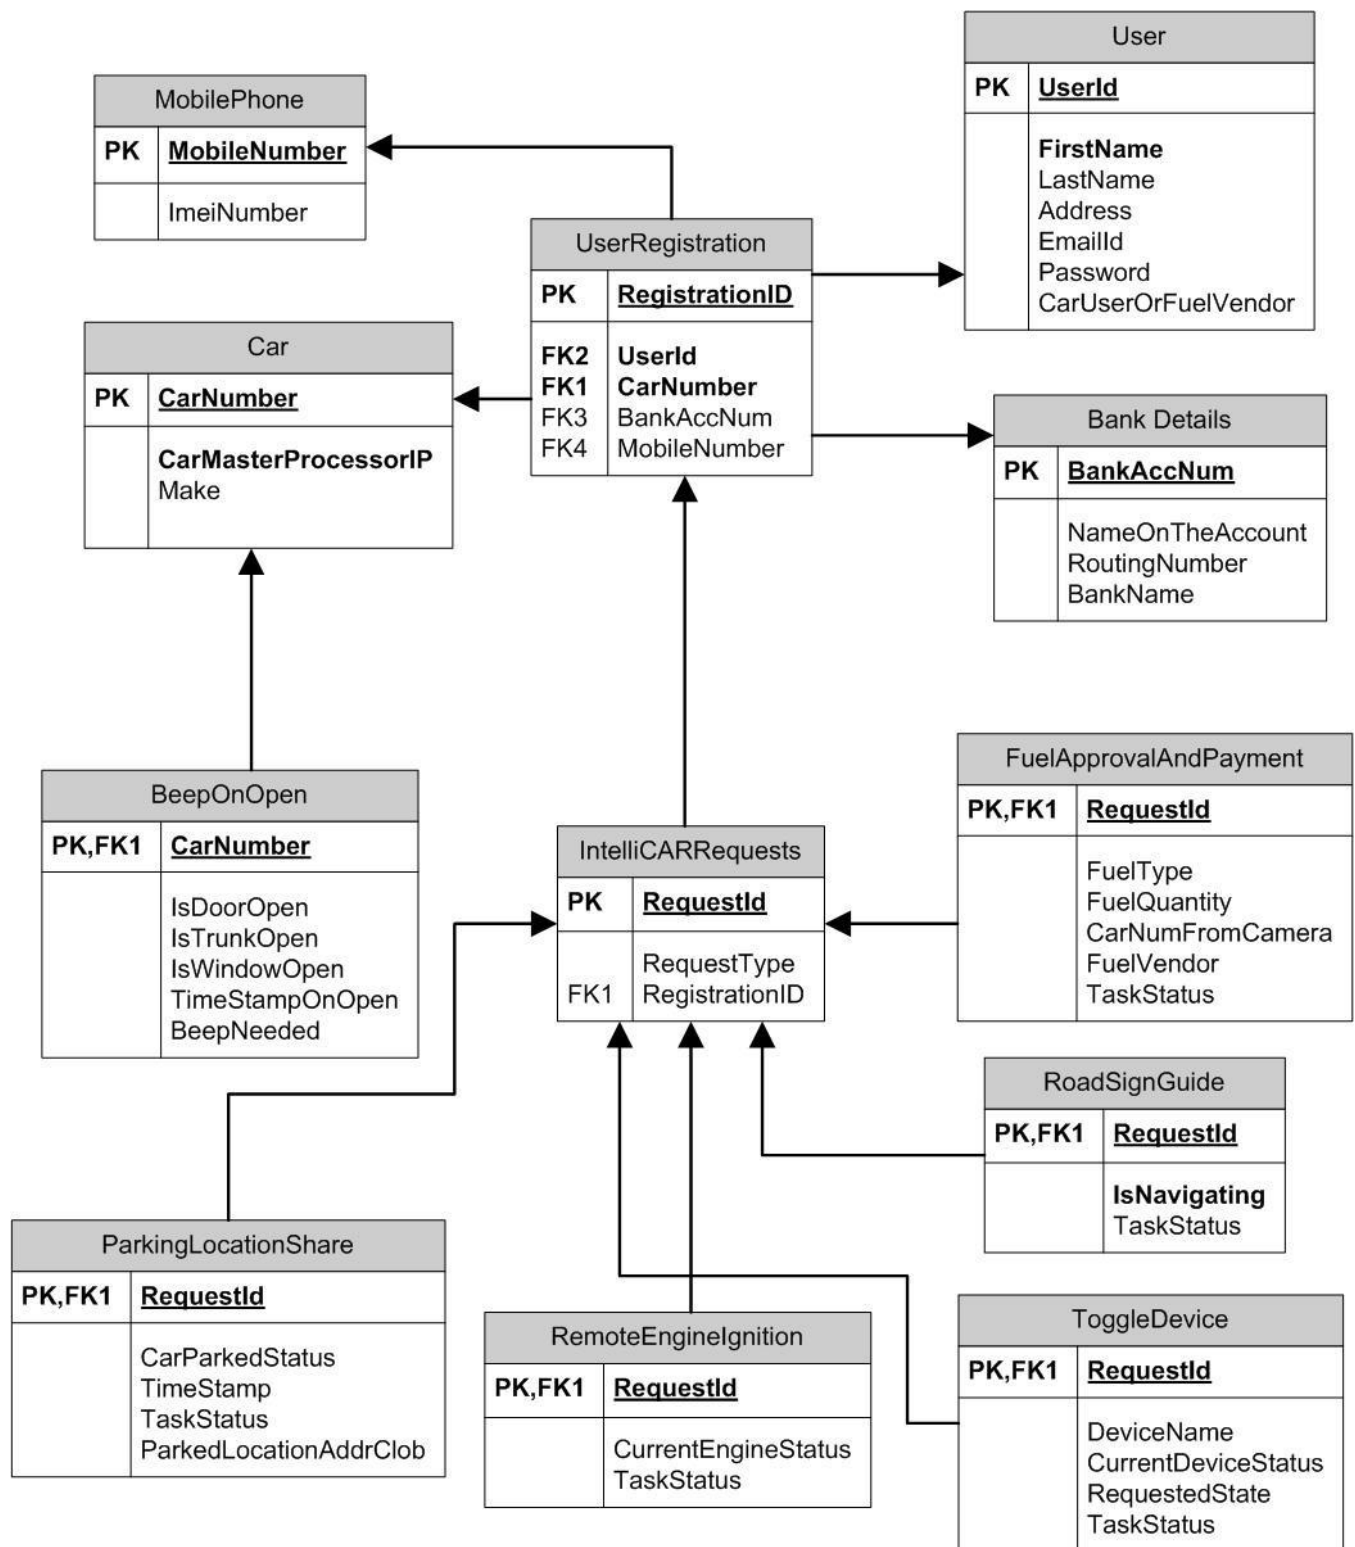 User
PK UserId
FirstName
LastName
Address
EmailId
Password
CarUserOrFuelVendor
MobilePhone
PK MobileNumber
ImeiNumber
UserRegistration
PK RegistrationID
FK2 UserId
FK1 CarNumber
FK3 BankAccNum
FK4 MobileNumber
Car
PK CarNumber
CarMasterProcessorIP
Make
Bank Details
PK BankAccNum
NameOnTheAccount
RoutingNumber
BankName
BeepOnOpen
PK,FK1 CarNumber
IsDoorOpen
IsTrunkOpen
IsWindowOpen
TimeStampOnOpen
BeepNeeded
IntelliCARRequests
PK RequestId
RequestType
FK1 RegistrationID
FuelApprovalAndPayment
PK,FK1 RequestId
FuelType
FuelQuantity
CarNumFromCamera
FuelVendor
TaskStatus
RoadSignGuide
PK,FK1 RequestId
IsNavigating
TaskStatus
ParkingLocationShare
PK,FK1 RequestId
CarParkedStatus
TimeStamp
TaskStatus
ParkedLocationAddrClob
RemoteEngineIgnition
PK,FK1 RequestId
CurrentEngineStatus
TaskStatus
ToggleDevice
PK,FK1 RequestId
DeviceName
CurrentDeviceStatus
RequestedState
TaskStatus